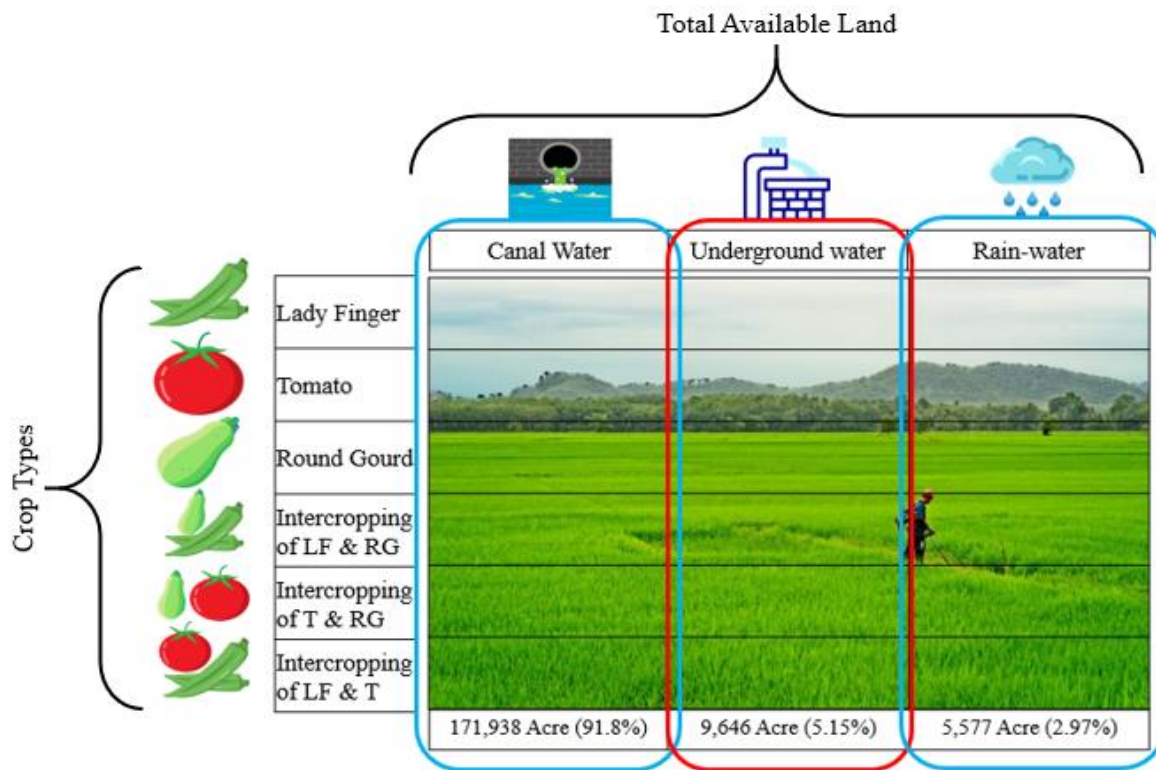 Total Available Land
Canal Water
Underground water
Rain-water
Crop Types
Lady Finger
Tomato
Round Gourd
Intercropping
of LF & RG
Intercropping
of T & RG
Intercropping
of LF & T
171,938 Acre (91.8%)
9,646 Acre (5.15%)
5,577 Acre (2.97%)